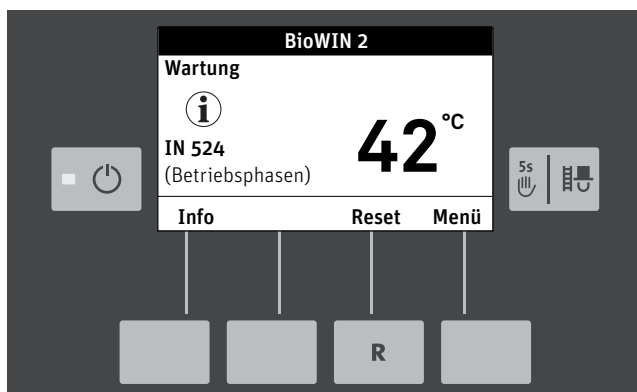 BioWIN 2
Wartung
i
IN 524
(Betriebsphasen)
42 °C
Info Reset Menü
5s
R